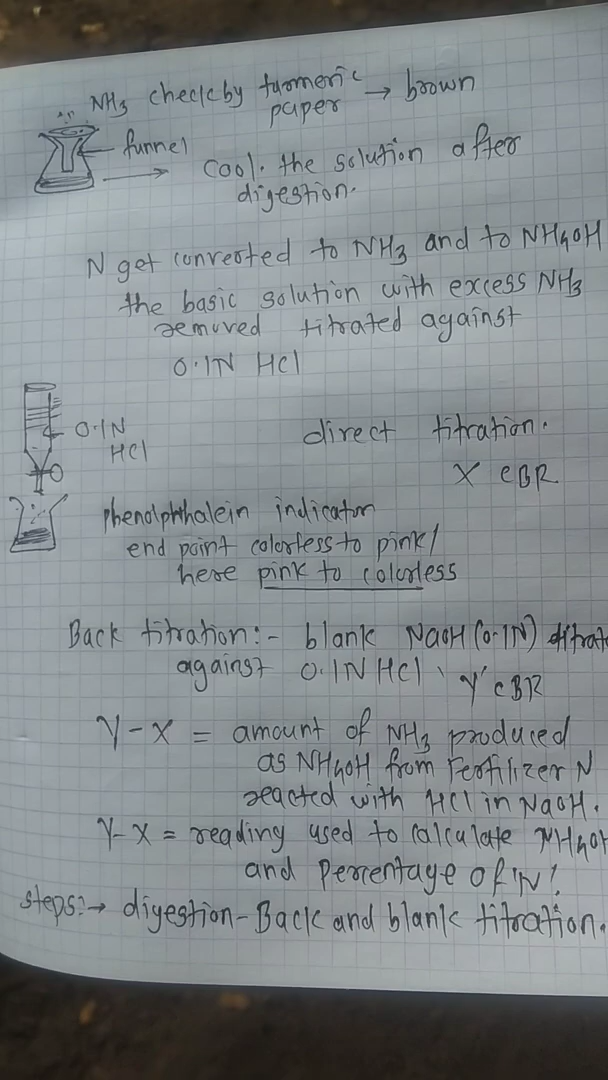 NH3 check by turmeric
paper → brown
funnel
→ cool. the solution after
digestion.
N get converted to NH3 and to NH4OH
the basic solution with excess NH3
removed titrated against
0.1N HCl
0.1N
HCl
direct titration.
X CBR
phenolphthalein indicator
end point colorless to pink/
here pink to colorless
Back titration:- blank NaOH (0.1N) titrate
against 0.1N HCl 'Y' CBR
Y-X = amount of NH3 produced
as NH4OH from Fertilizer N
reacted with HCl in NaOH.
Y-X = reading used to calculate NH4OH
and percentage of 'N'.
steps:→ digestion-Back and blank titration.